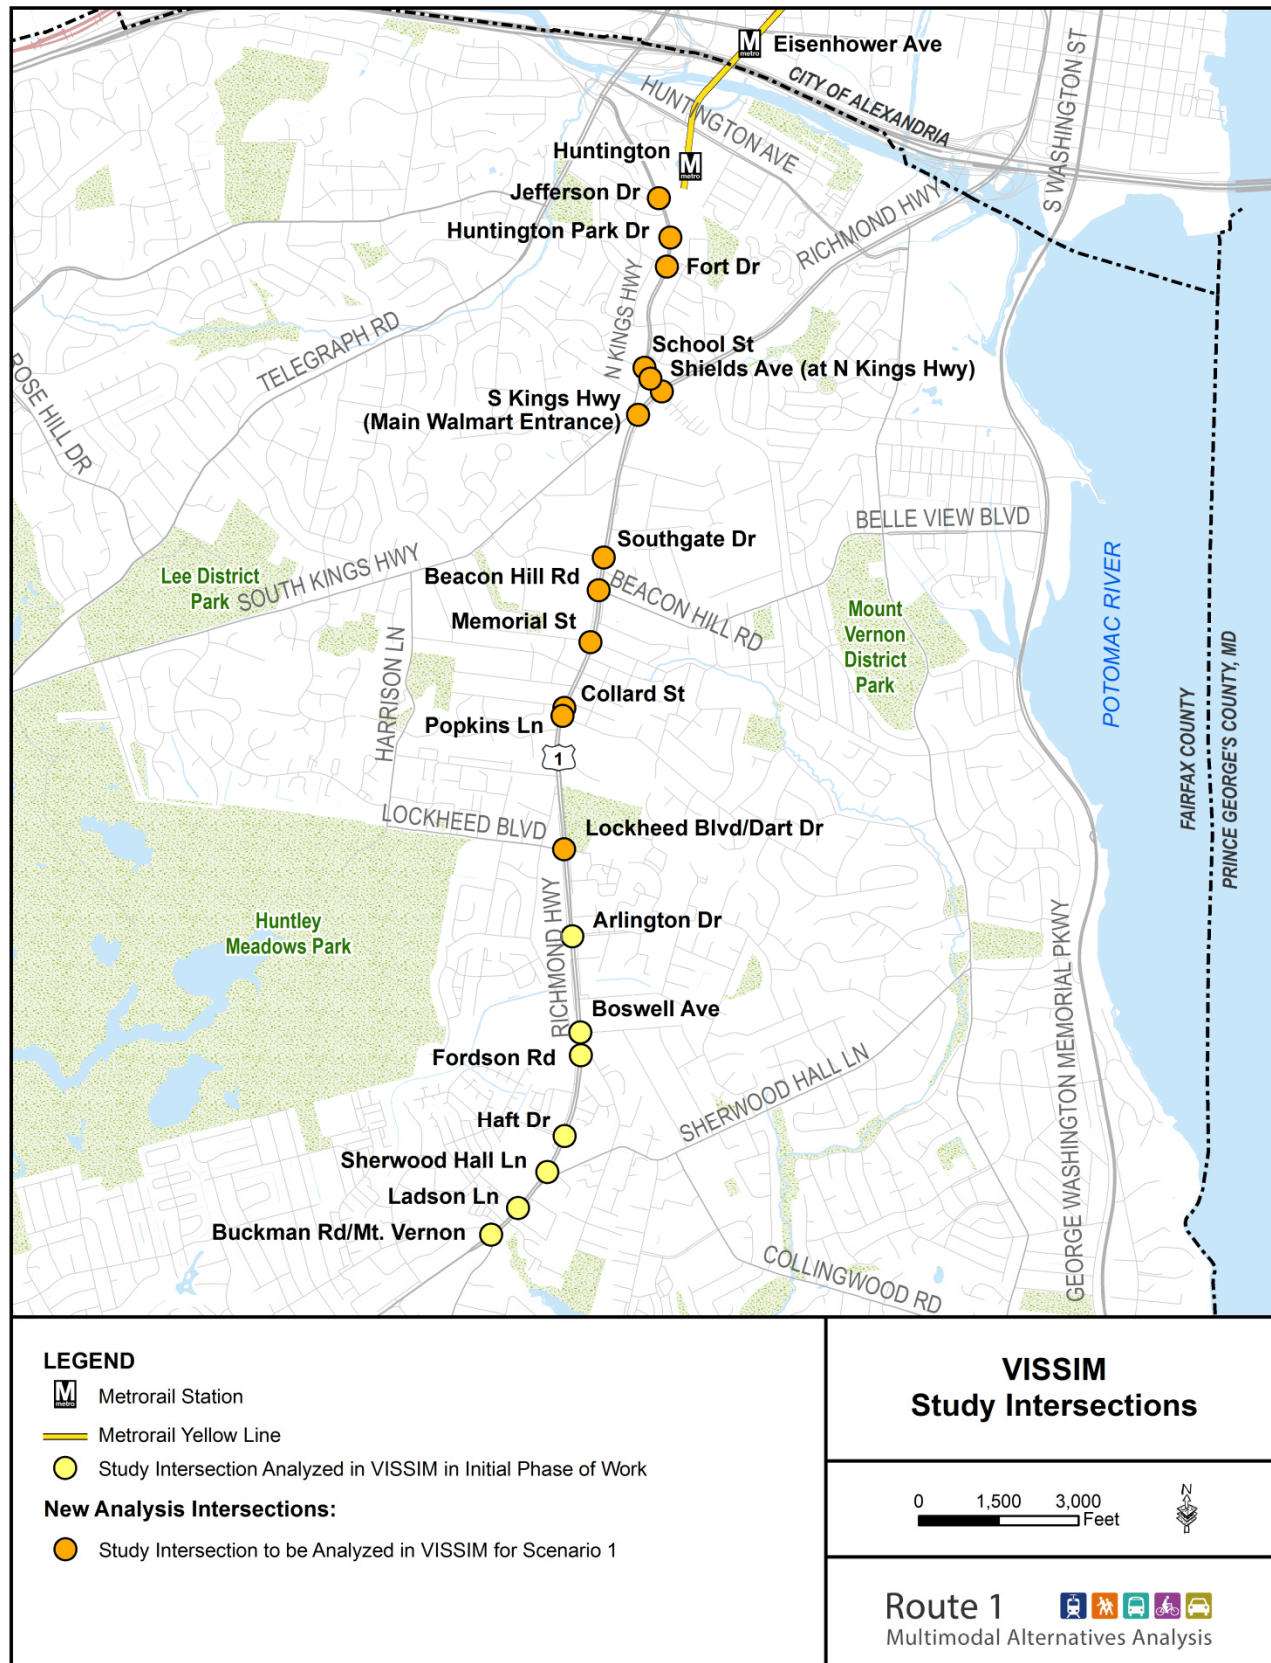 M
metro
Eisenhower Ave
S WASHINGTON ST
CITY OF ALEXANDRIA
HUNTINGTON AVE
Huntington
M
metro
Jefferson Dr
Huntington Park Dr
Fort Dr
RICHMOND HWY
N KINGS HWY
TELEGRAPH RD
ROSE HILL DR
School St
Shields Ave (at N Kings Hwy)
S Kings Hwy
(Main Walmart Entrance)
BELLE VIEW BLVD
Southgate Dr
Beacon Hill Rd
BEACON HILL RD
SOUTH KINGS HWY
Lee District
Park
Memorial St
Mount
Vernon
District
Park
POTOMAC RIVER
HARRISON LN
Collard St
Popkins Ln
1
FAIRFAX COUNTY
PRINCE GEORGE'S COUNTY, MD
LOCKHEED BLVD
Lockheed Blvd/Dart Dr
RICHMOND HWY
Arlington Dr
Huntley
Meadows Park
Boswell Ave
Fordson Rd
SHERWOOD HALL LN
GEORGE WASHINGTON MEMORIAL PKWY
Haft Dr
Sherwood Hall Ln
Ladson Ln
Buckman Rd/Mt. Vernon
COLLINGWOOD RD
LEGEND
M
metro
Metrorail Station
Metrorail Yellow Line
Study Intersection Analyzed in VISSIM in Initial Phase of Work
New Analysis Intersections:
Study Intersection to be Analyzed in VISSIM for Scenario 1
VISSIM
Study Intersections
0 1,500 3,000
Feet
N
Route 1
Multimodal Alternatives Analysis